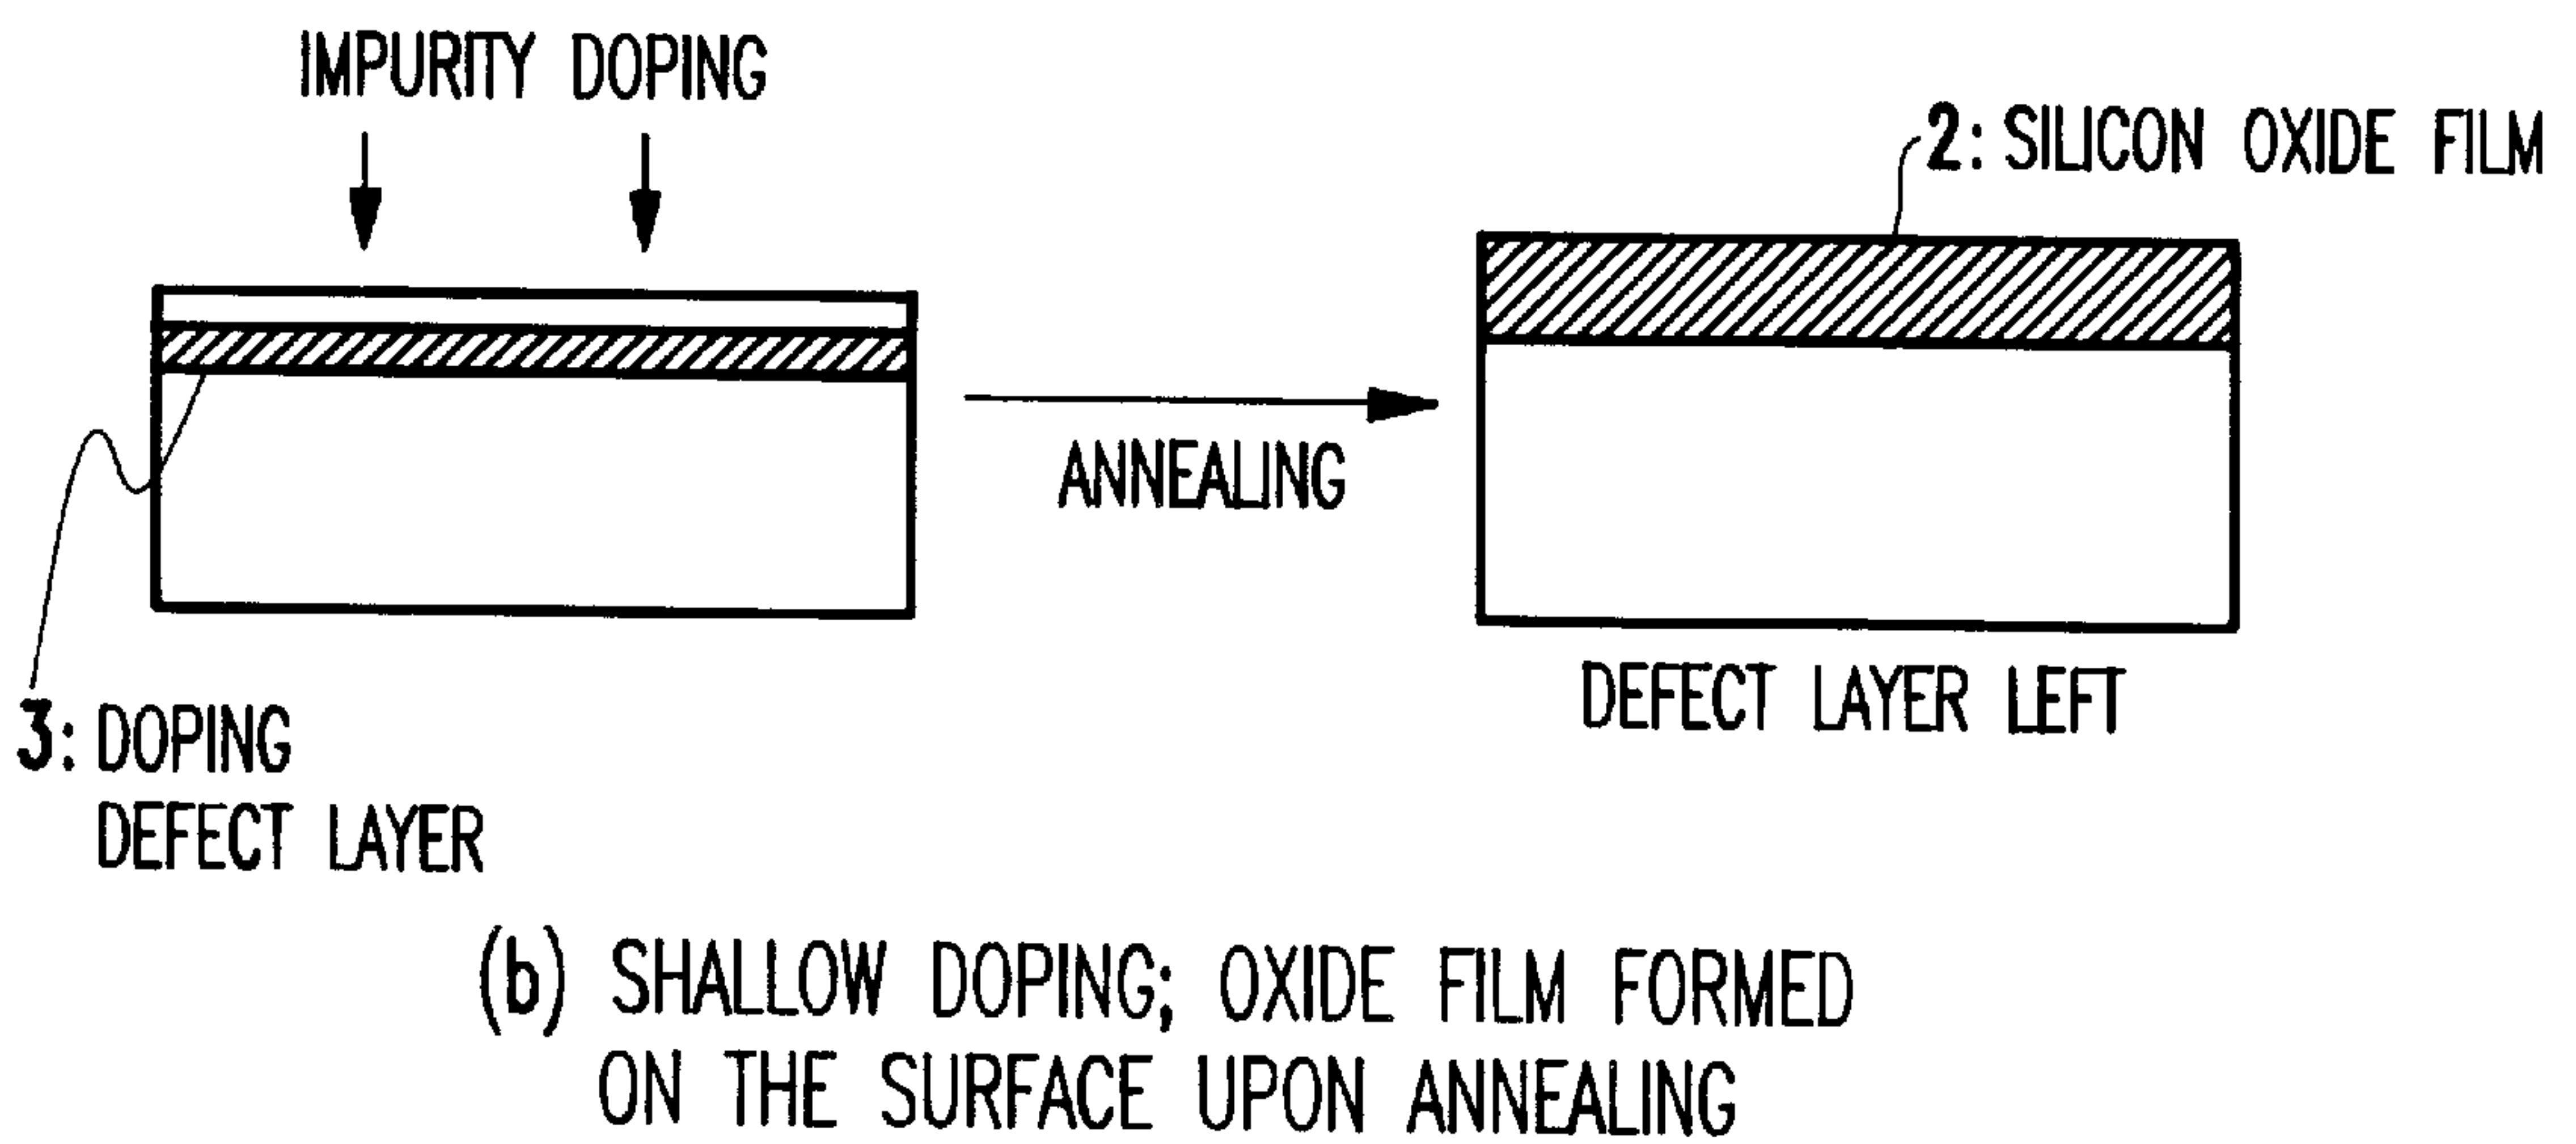 IMPURITY DOPING
2: SILICON OXIDE FILM
ANNEALING
3: DOPING
DEFECT LAYER
DEFECT LAYER LEFT
(b) SHALLOW DOPING; OXIDE FILM FORMED
ON THE SURFACE UPON ANNEALING